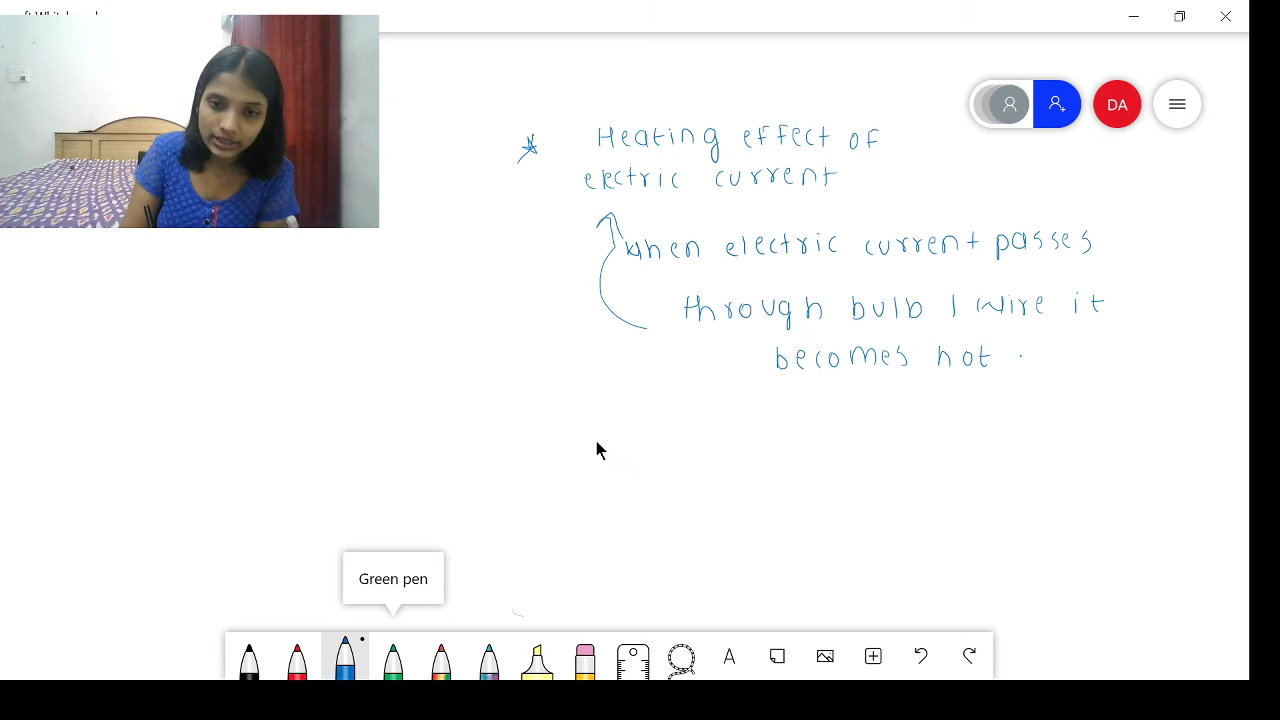 Heating effect of
DA
electric current
when electric current passes
through bulb / wire it
becomes hot .
Green pen
A